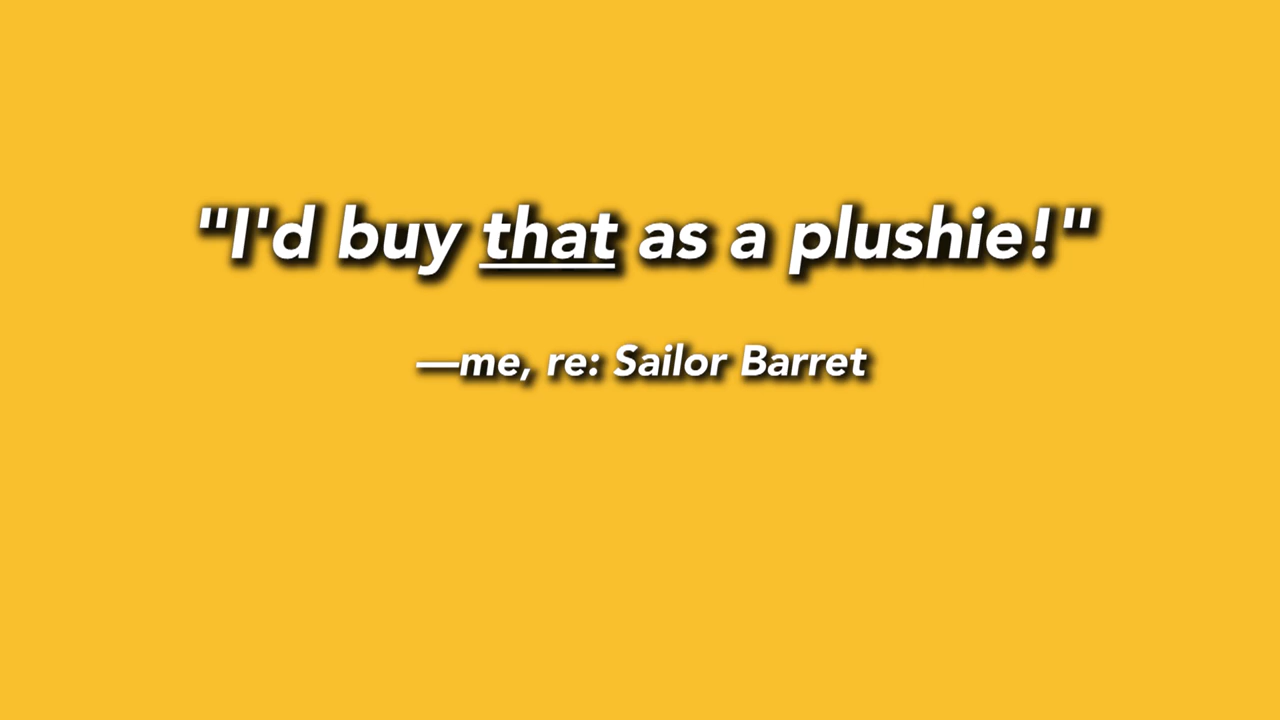 "I'd buy that as a plushie!"
—me, re: Sailor Barret